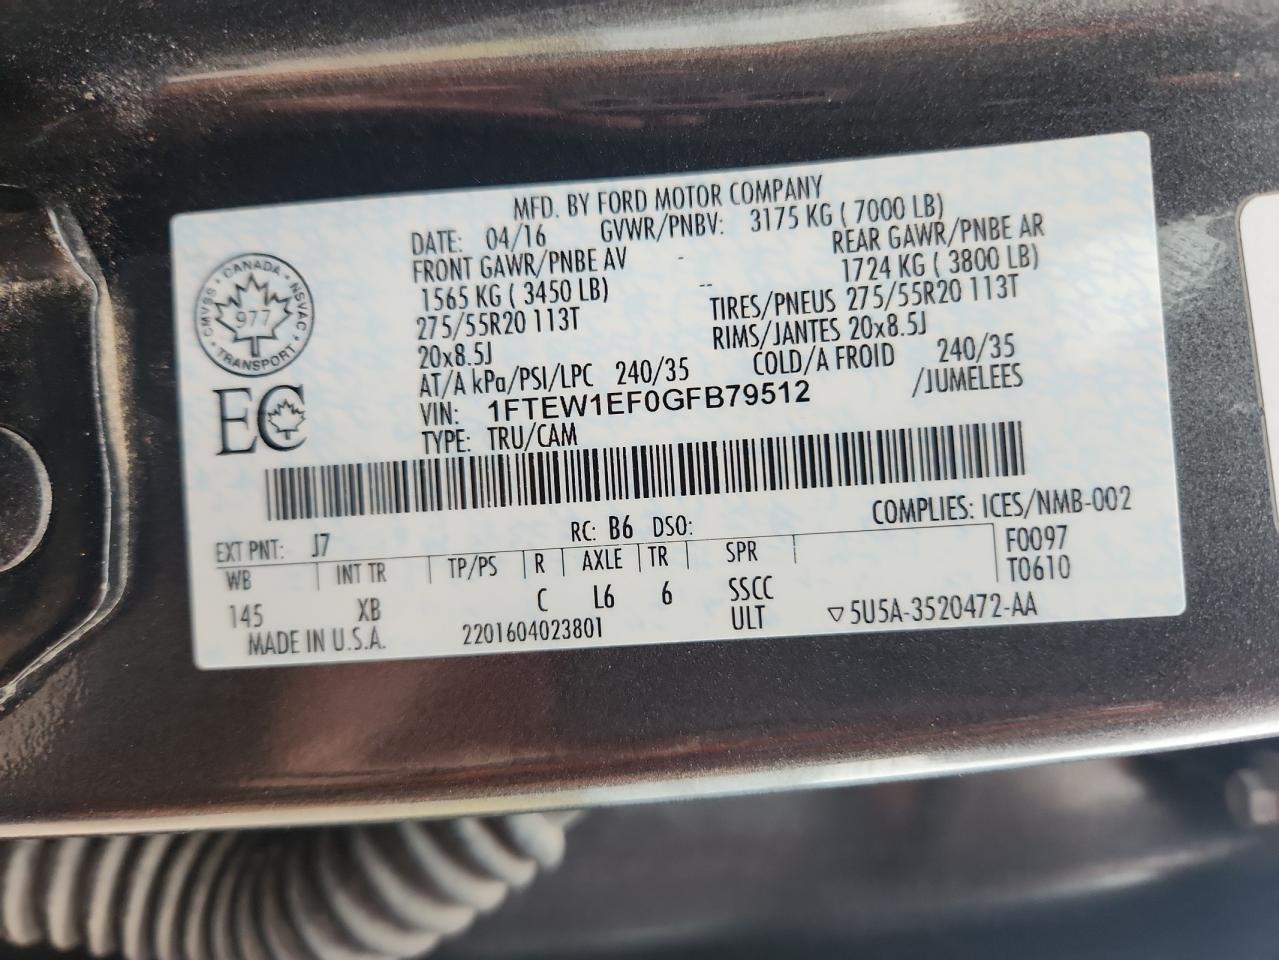 MFD. BY FORD MOTOR COMPANY
DATE: 04/16 GVWR/PNBV: 3175 KG ( 7000 LB)
FRONT GAWR/PNBE AV REAR GAWR/PNBE AR
1565 KG ( 3450 LB) 1724 KG ( 3800 LB)
275/55R20 113T TIRES/PNEUS 275/55R20 113T
20x8.5J RIMS/JANTES 20x8.5J
AT/A kPa/PSI/LPC 240/35 COLD/A FROID 240/35
VIN: 1FTEW1EF0GFB79512 /JUMELEES
TYPE: TRU/CAM
CANADA
CMVSS NSVAC
977
TRANSPORT
EC
COMPLIES: ICES/NMB-002
EXT PNT: J7 RC: B6 DSO:
WB INT TR TP/PS R AXLE TR SPR F0097
T0610
145 XB C L6 6 SSCC
ULT ▽5U5A-3520472-AA
MADE IN U.S.A. 2201604023801